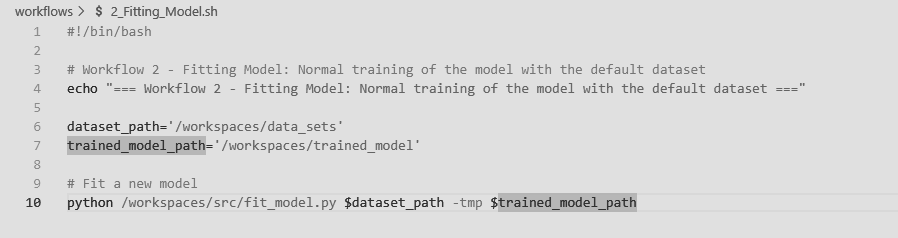 workflows > $ 2_Fitting_Model.sh
1 #!/bin/bash
2
3 # Workflow 2 - Fitting Model: Normal training of the model with the default dataset
4 echo "=== Workflow 2 - Fitting Model: Normal training of the model with the default dataset ==="
5
6 dataset_path='/workspaces/data_sets'
7 trained_model_path='/workspaces/trained_model'
8
9 # Fit a new model
10 python /workspaces/src/fit_model.py $dataset_path -tmp $trained_model_path